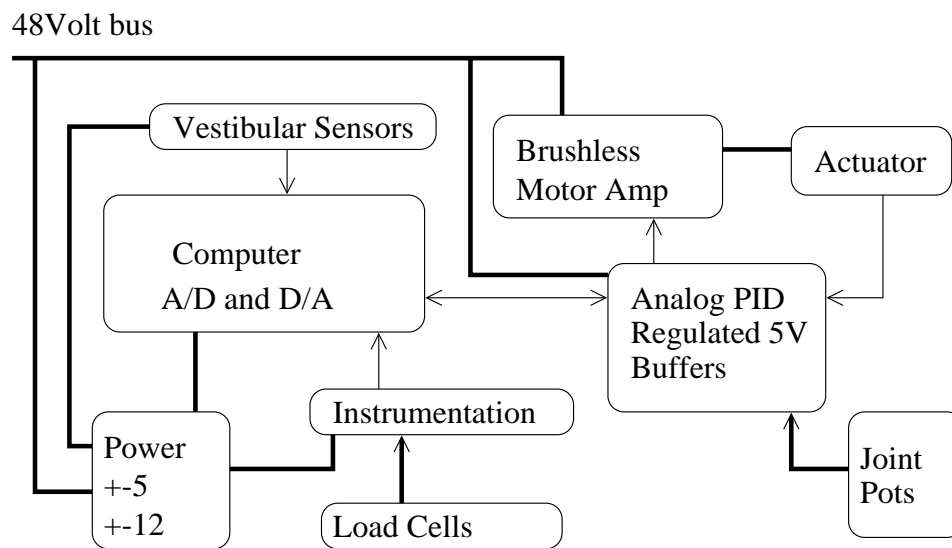 48Volt bus
Vestibular Sensors
Brushless
Motor Amp
Actuator
Computer
A/D and D/A
Analog PID
Regulated 5V
Buffers
Instrumentation
Power
+-5
+-12
Load Cells
Joint
Pots